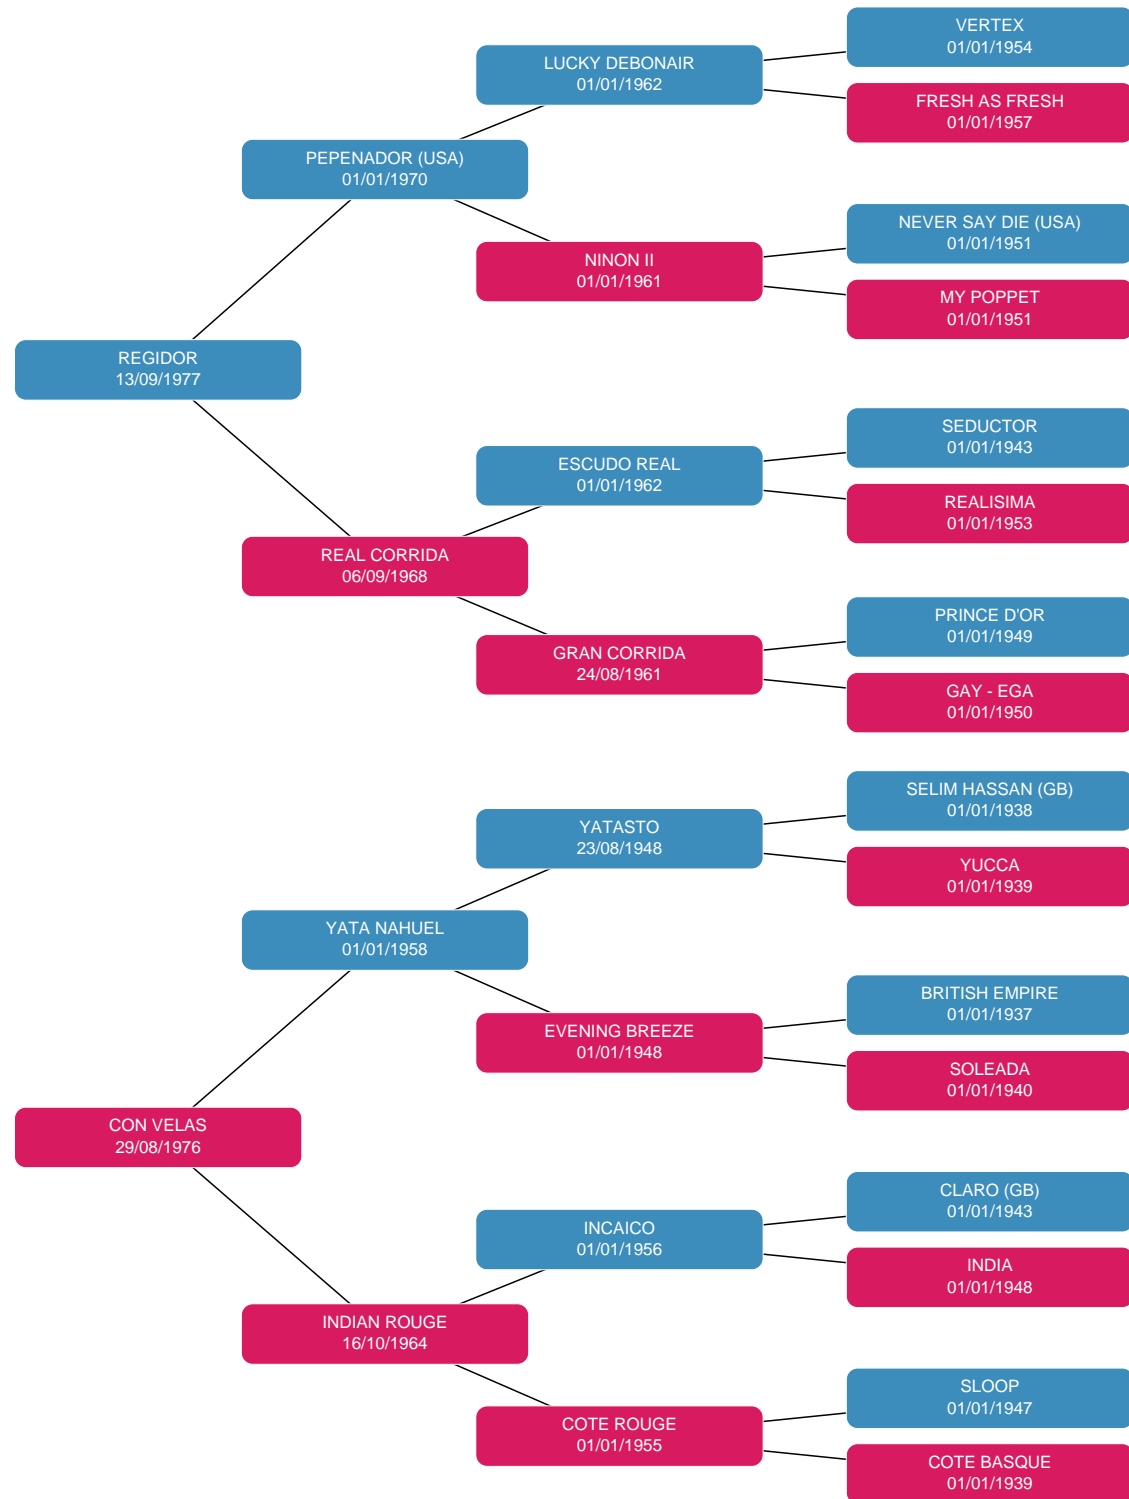 VERTEX
01/01/1954
LUCKY DEBONAIR
01/01/1962
FRESH AS FRESH
01/01/1957
PEPENADOR (USA)
01/01/1970
NEVER SAY DIE (USA)
01/01/1951
NINON II
01/01/1961
MY POPPET
01/01/1951
REGIDOR
13/09/1977
SEDUCTOR
01/01/1943
ESCUDO REAL
01/01/1962
REALISIMA
01/01/1953
REAL CORRIDA
06/09/1968
PRINCE D'OR
01/01/1949
GRAN CORRIDA
24/08/1961
GAY - EGA
01/01/1950
SELIM HASSAN (GB)
01/01/1938
YATASTO
23/08/1948
YUCCA
01/01/1939
YATA NAHUEL
01/01/1958
BRITISH EMPIRE
01/01/1937
EVENING BREEZE
01/01/1948
SOLEADA
01/01/1940
CON VELAS
29/08/1976
CLARO (GB)
01/01/1943
INCAICO
01/01/1956
INDIA
01/01/1948
INDIAN ROUGE
16/10/1964
SLOOP
01/01/1947
COTE ROUGE
01/01/1955
COTE BASQUE
01/01/1939